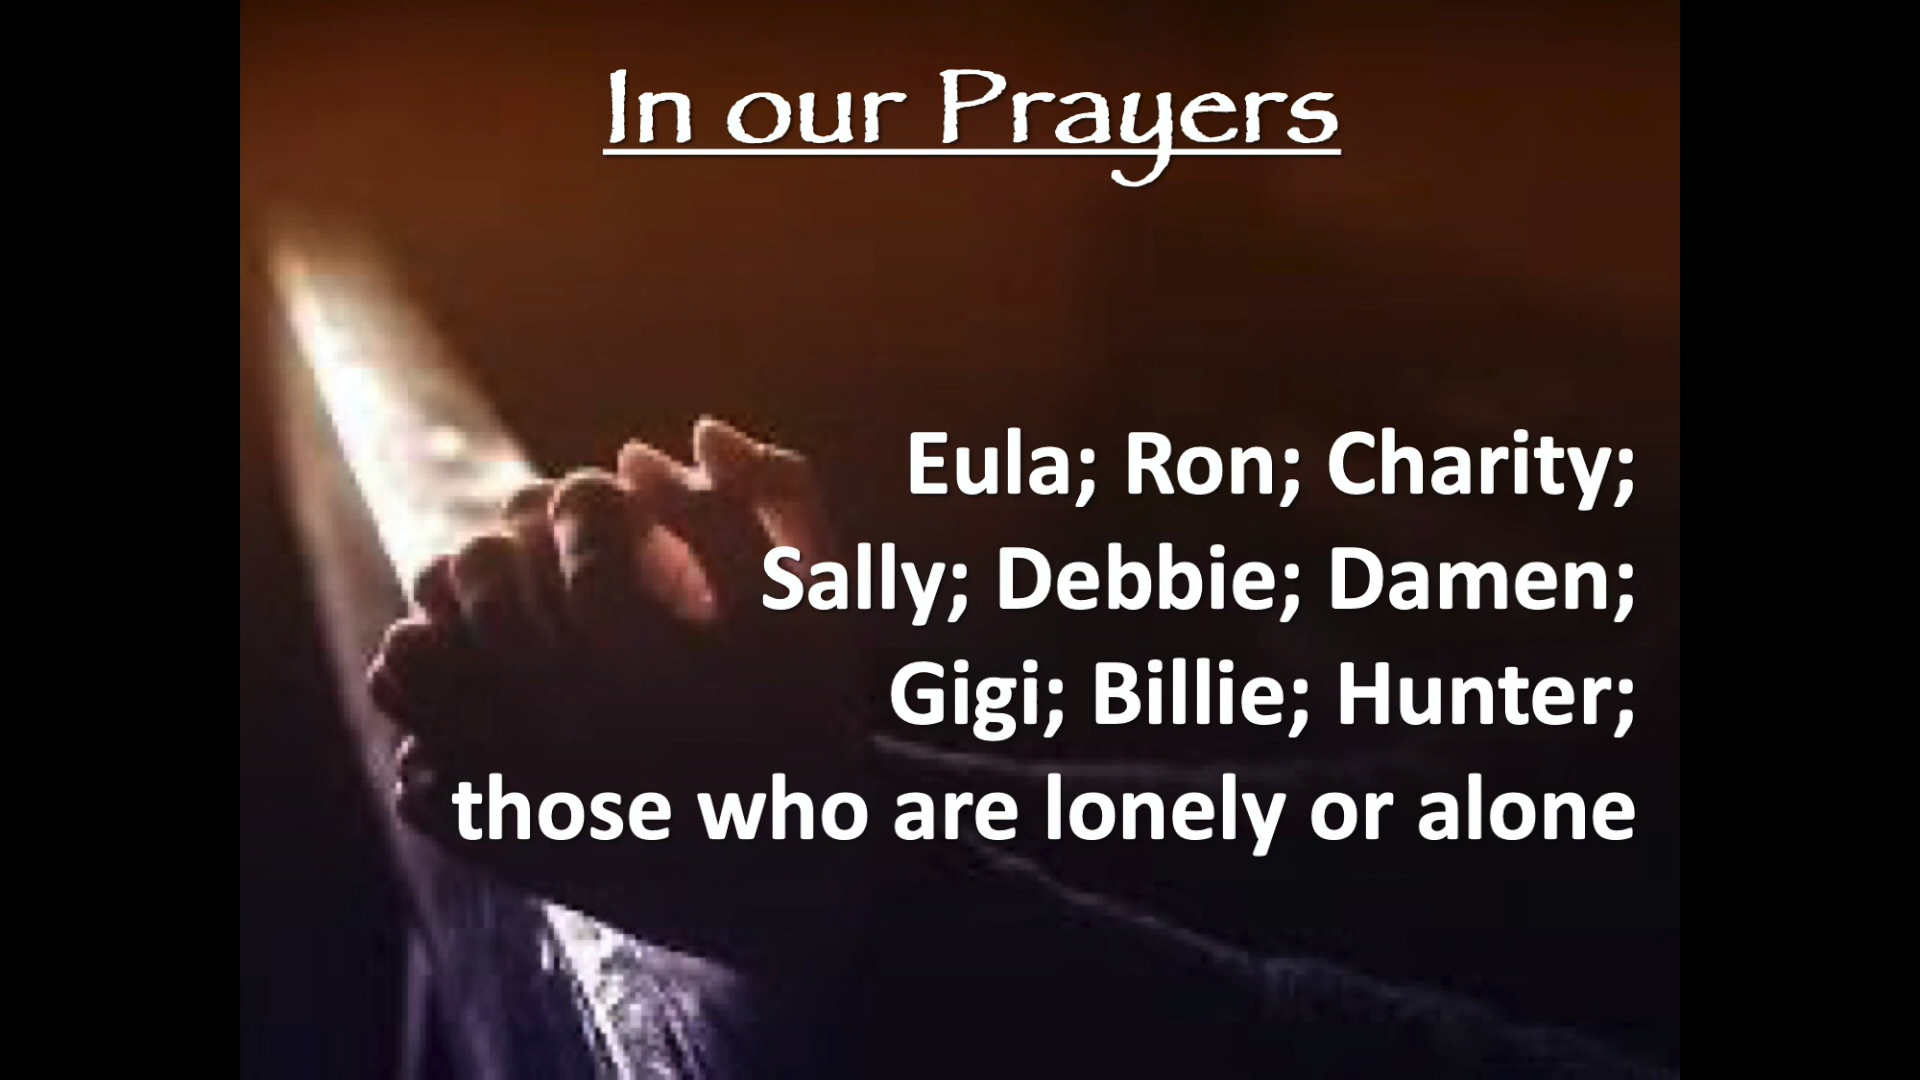 In our Prayers
Eula; Ron; Charity;
Sally; Debbie; Damen;
Gigi; Billie; Hunter;
those who are lonely or alone